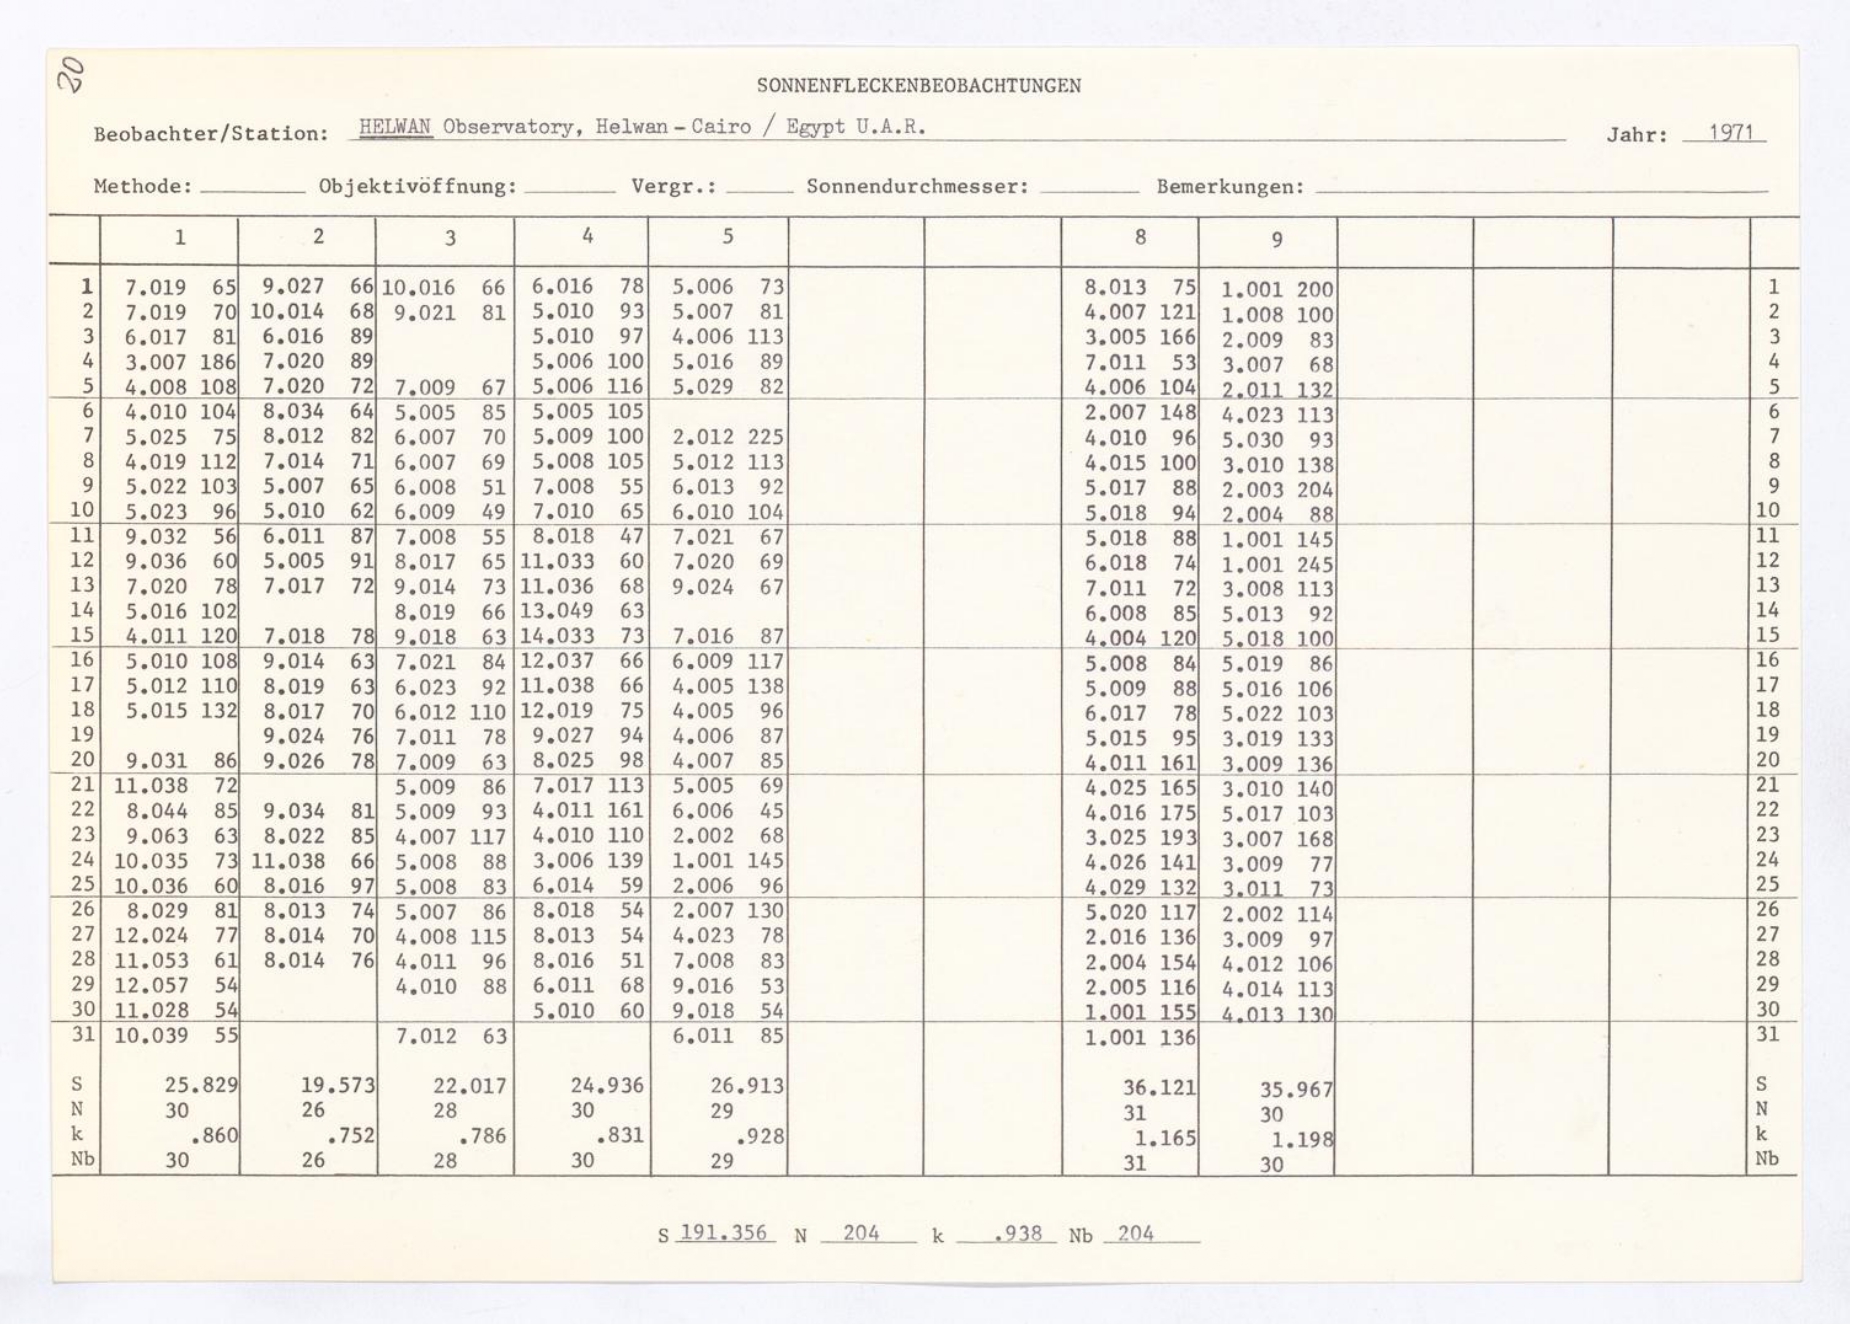 20
SONNENFLECKENBEOBACHTUNGEN
Beobachter/Station: HELWAN Observatory, Helwan - Cairo / Egypt U.A.R. Jahr: 1971
Methode: Objektivöffnung: Vergr.: Sonnendurchmesser: Bemerkungen:
1 2 3 4 5 8 9
1 7.019 65 9.027 66 10.016 66 6.016 78 5.006 73 8.013 75 1.001 200 1
2 7.019 70 10.014 68 9.021 81 5.010 93 5.007 81 4.007 121 1.008 100 2
3 6.017 81 6.016 89 5.010 97 4.006 113 3.005 166 2.009 83 3
4 3.007 186 7.020 89 5.006 100 5.016 89 7.011 53 3.007 68 4
5 4.008 108 7.020 72 7.009 67 5.006 116 5.029 82 4.006 104 2.011 132 5
6 4.010 104 8.034 64 5.005 85 5.005 105 2.007 148 4.023 113 6
7 5.025 75 8.012 82 6.007 70 5.009 100 2.012 225 4.010 96 5.030 93 7
8 4.019 112 7.014 71 6.007 69 5.008 105 5.012 113 4.015 100 3.010 138 8
9 5.022 103 5.007 65 6.008 51 7.008 55 6.013 92 5.017 88 2.003 204 9
10 5.023 96 5.010 62 6.009 49 7.010 65 6.010 104 5.018 94 2.004 88 10
11 9.032 56 6.011 87 7.008 55 8.018 47 7.021 67 5.018 88 1.001 145 11
12 9.036 60 5.005 91 8.017 65 11.033 60 7.020 69 6.018 74 1.001 245 12
13 7.020 78 7.017 72 9.014 73 11.036 68 9.024 67 7.011 72 3.008 113 13
14 5.016 102 8.019 66 13.049 63 6.008 85 5.013 92 14
15 4.011 120 7.018 78 9.018 63 14.033 73 7.016 87 4.004 120 5.018 100 15
16 5.010 108 9.014 63 7.021 84 12.037 66 6.009 117 5.008 84 5.019 86 16
17 5.012 110 8.019 63 6.023 92 11.038 66 4.005 138 5.009 88 5.016 106 17
18 5.015 132 8.017 70 6.012 110 12.019 75 4.005 96 6.017 78 5.022 103 18
19 9.024 76 7.011 78 9.027 94 4.006 87 5.015 95 3.019 133 19
20 9.031 86 9.026 78 7.009 63 8.025 98 4.007 85 4.011 161 3.009 136 20
21 11.038 72 5.009 86 7.017 113 5.005 69 4.025 165 3.010 140 21
22 8.044 85 9.034 81 5.009 93 4.011 161 6.006 45 4.016 175 5.017 103 22
23 9.063 63 8.022 85 4.007 117 4.010 110 2.002 68 3.025 193 3.007 168 23
24 10.035 73 11.038 66 5.008 88 3.006 139 1.001 145 4.026 141 3.009 77 24
25 10.036 60 8.016 97 5.008 83 6.014 59 2.006 96 4.029 132 3.011 73 25
26 8.029 81 8.013 74 5.007 86 8.018 54 2.007 130 5.020 117 2.002 114 26
27 12.024 77 8.014 70 4.008 115 8.013 54 4.023 78 2.016 136 3.009 97 27
28 11.053 61 8.014 76 4.011 96 8.016 51 7.008 83 2.004 154 4.012 106 28
29 12.057 54 4.010 88 6.011 68 9.016 53 2.005 116 4.014 113 29
30 11.028 54 5.010 60 9.018 54 1.001 155 4.013 130 30
31 10.039 55 7.012 63 6.011 85 1.001 136 31
S 25.829 19.573 22.017 24.936 26.913 36.121 35.967 S
N 30 26 28 30 29 31 30 N
k .860 .752 .786 .831 .928 1.165 1.198 k
Nb 30 26 28 30 29 31 30 Nb
S 191.356 N 204 k .938 Nb 204